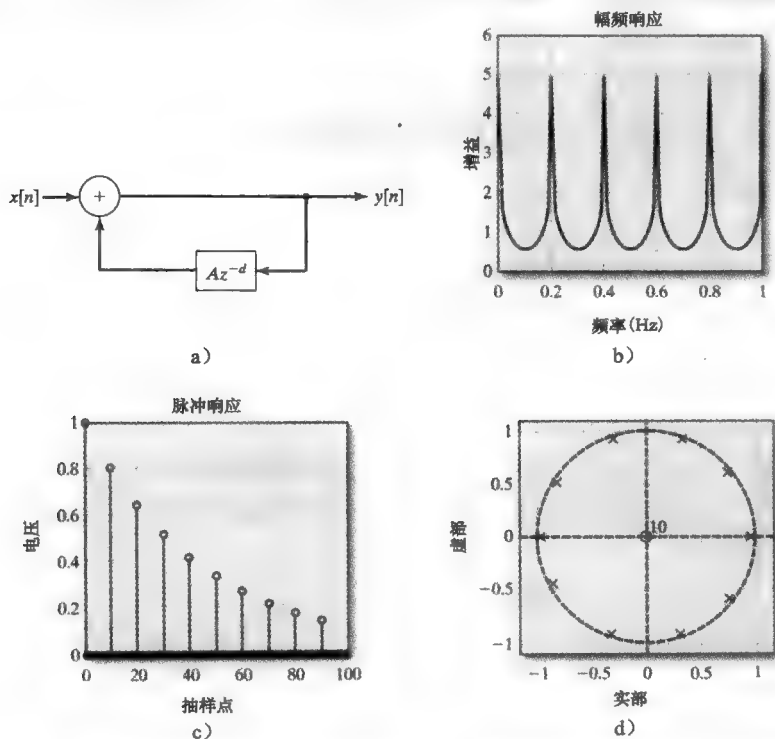 x[n]
+
y[n]
Az⁻ᵈ
a）
幅频响应
6
5
4
3
2
1
0
增益
0 0.2 0.4 0.6 0.8 1
频率(Hz)
b）
脉冲响应
1
0.8
0.6
0.4
0.2
0
电压
0 20 40 60 80 100
抽样点
c）
1
0.5
0
-0.5
-1
虚部
10
-1 -0.5 0 0.5 1
实部
d）